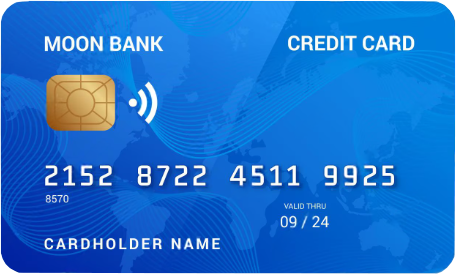 MOON BANK
CREDIT CARD
2152 8722 4511 9925
8570
VALID THRU
09 / 24
CARDHOLDER NAME